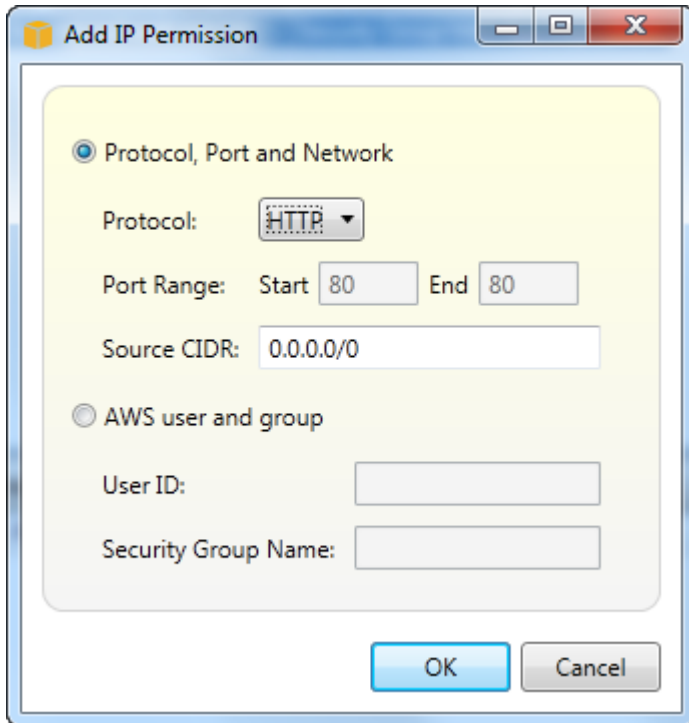 Add IP Permission
Protocol, Port and Network
Protocol: HTTP
Port Range: Start 80 End 80
Source CIDR: 0.0.0.0/0
AWS user and group
User ID:
Security Group Name:
OK Cancel